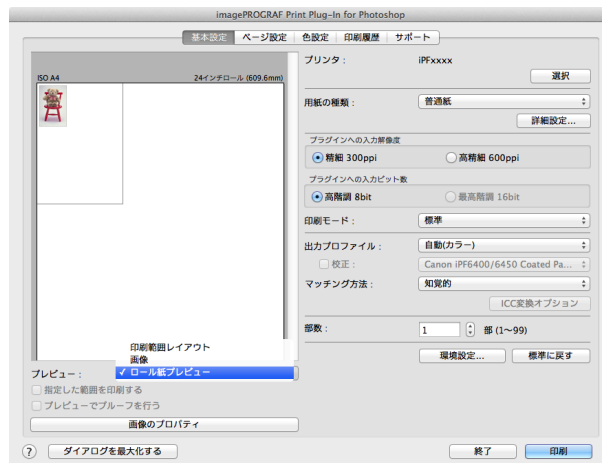 imagePROGRAF Print Plug-In for Photoshop
基本設定 ページ設定 色設定 印刷履歴 サポート
ISO A4 24インチロール (609.6mm)
プリンタ： iPFxxxx
選択
用紙の種類： 普通紙
詳細設定...
プラグインへの入力解像度
精細 300ppi 高精細 600ppi
プラグインへの入力ビット数
高階調 8bit 最高階調 16bit
印刷モード： 標準
出力プロファイル： 自動(カラー)
校正： Canon iPF6400/6450 Coated Pa...
マッチング方法： 知覚的
ICC変換オプション
部数： 1 部 (1〜99)
環境設定... 標準に戻す
印刷範囲レイアウト
画像
プレビュー： ✓ ロール紙プレビュー
指定した範囲を印刷する
プレビューでプルーフを行う
画像のプロパティ
? ダイアログを最大化する 終了 印刷